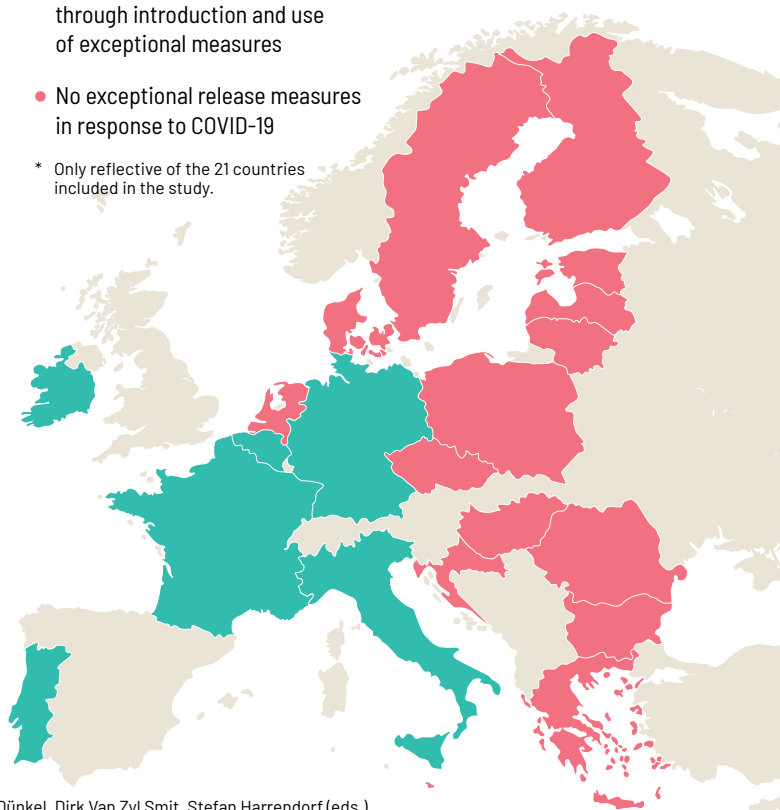 through introduction and use
of exceptional measures
No exceptional release measures
in response to COVID-19
* Only reflective of the 21 countries
included in the study.
Dünkel, Dirk Van Zyl Smit, Stefan Harrendorf (eds.)